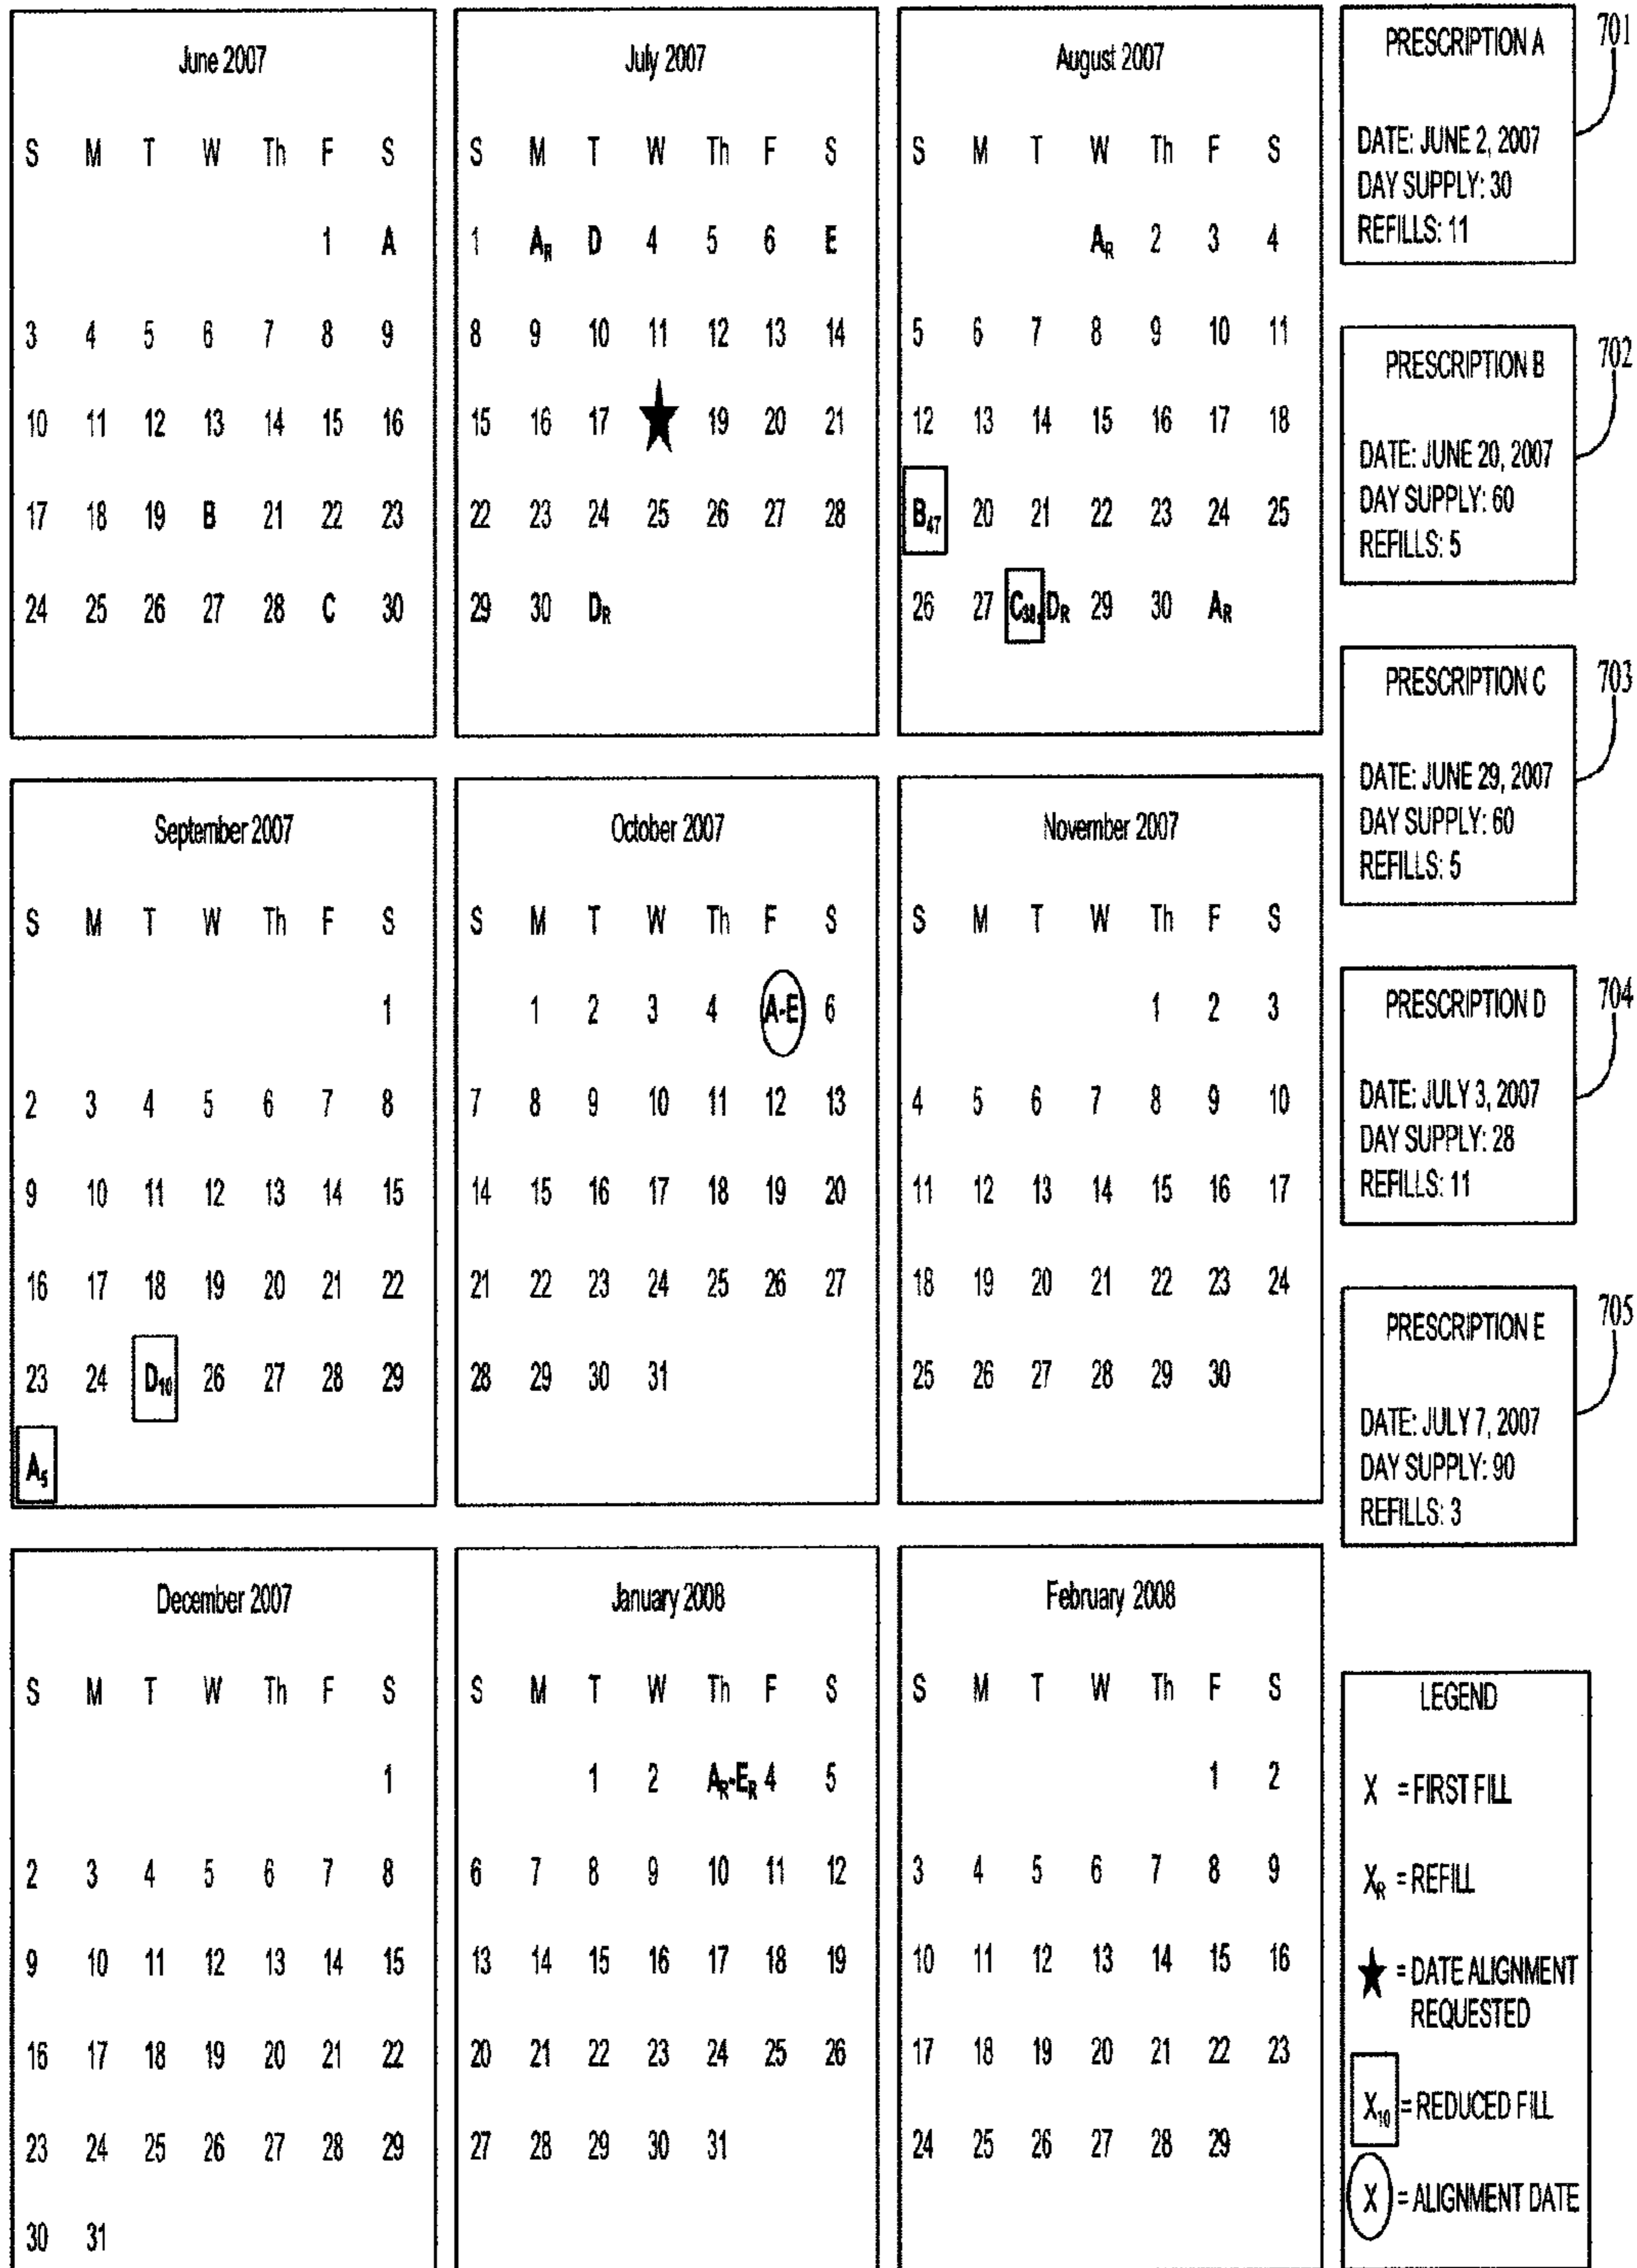 June 2007
S M T W Th F S
1 A
3 4 5 6 7 8 9
10 11 12 13 14 15 16
17 18 19 B 21 22 23
24 25 26 27 28 C 30
July 2007
S M T W Th F S
1 AR D 4 5 6 E
8 9 10 11 12 13 14
15 16 17 ★ 19 20 21
22 23 24 25 26 27 28
29 30 DR
August 2007
S M T W Th F S
AR 2 3 4
5 6 7 8 9 10 11
12 13 14 15 16 17 18
B47 20 21 22 23 24 25
26 27 C38, DR 29 30 AR
PRESCRIPTION A
DATE: JUNE 2, 2007
DAY SUPPLY: 30
REFILLS: 11
701
PRESCRIPTION B
DATE: JUNE 20, 2007
DAY SUPPLY: 60
REFILLS: 5
702
PRESCRIPTION C
DATE: JUNE 29, 2007
DAY SUPPLY: 60
REFILLS: 5
703
September 2007
S M T W Th F S
1
2 3 4 5 6 7 8
9 10 11 12 13 14 15
16 17 18 19 20 21 22
23 24 D10 26 27 28 29
A5
October 2007
S M T W Th F S
1 2 3 4 A-E 6
7 8 9 10 11 12 13
14 15 16 17 18 19 20
21 22 23 24 25 26 27
28 29 30 31
November 2007
S M T W Th F S
1 2 3
4 5 6 7 8 9 10
11 12 13 14 15 16 17
18 19 20 21 22 23 24
25 26 27 28 29 30
PRESCRIPTION D
DATE: JULY 3, 2007
DAY SUPPLY: 28
REFILLS: 11
704
PRESCRIPTION E
DATE: JULY 7, 2007
DAY SUPPLY: 90
REFILLS: 3
705
December 2007
S M T W Th F S
1
2 3 4 5 6 7 8
9 10 11 12 13 14 15
16 17 18 19 20 21 22
23 24 25 26 27 28 29
30 31
January 2008
S M T W Th F S
1 2 AR-ER 4 5
6 7 8 9 10 11 12
13 14 15 16 17 18 19
20 21 22 23 24 25 26
27 28 29 30 31
February 2008
S M T W Th F S
1 2
3 4 5 6 7 8 9
10 11 12 13 14 15 16
17 18 19 20 21 22 23
24 25 26 27 28 29
LEGEND
X = FIRST FILL
XR = REFILL
★ = DATE ALIGNMENT
REQUESTED
X10 = REDUCED FILL
X = ALIGNMENT DATE